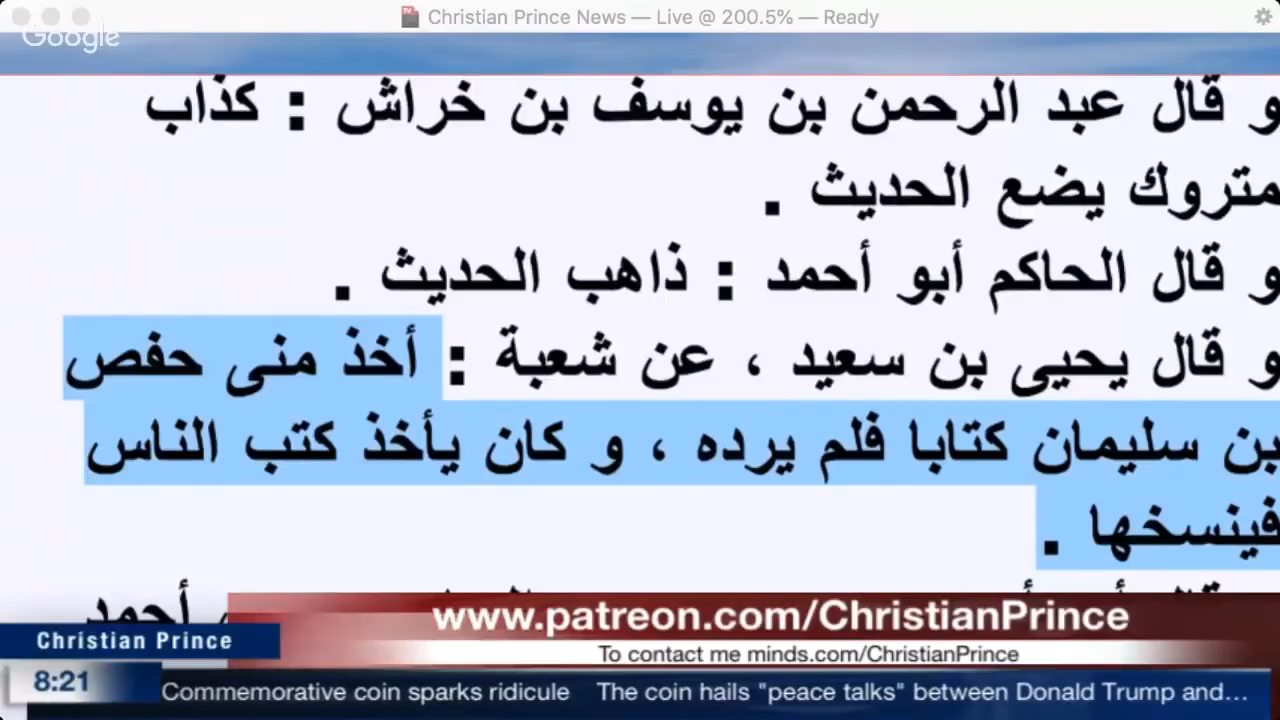 Christian Prince News — Live @ 200.5% — Ready
Google
و قال عبد الرحمن بن يوسف بن خراش : كذاب
متروك يضع الحديث .
و قال الحاكم أبو أحمد : ذاهب الحديث .
و قال يحيى بن سعيد ، عن شعبة : أخذ منى حفص
بن سليمان كتابا فلم يرده ، و كان يأخذ كتب الناس
فينسخها .
أحمد
www.patreon.com/ChristianPrince
To contact me minds.com/ChristianPrince
Christian Prince
8:21
Commemorative coin sparks ridicule The coin hails "peace talks" between Donald Trump and...